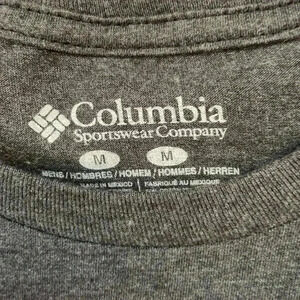 Columbia
Sportswear Company
M M
MENS / HOMBRES / HOMEM / HOMMES / HERREN
MADE IN MEXICO FABRIQUÉ AU MEXIQUE